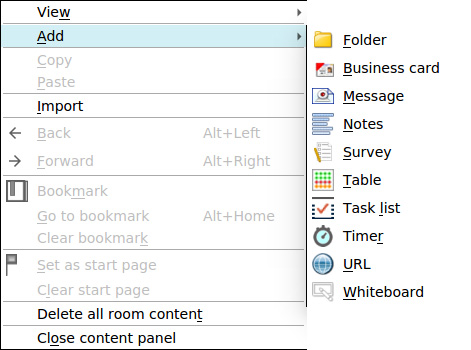 View
Add
Copy
Paste
Import
Back Alt+Left
Forward Alt+Right
Bookmark
Go to bookmark Alt+Home
Clear bookmark
Set as start page
Clear start page
Delete all room content
Close content panel
Folder
Business card
Message
Notes
Survey
Table
Task list
Timer
URL
Whiteboard